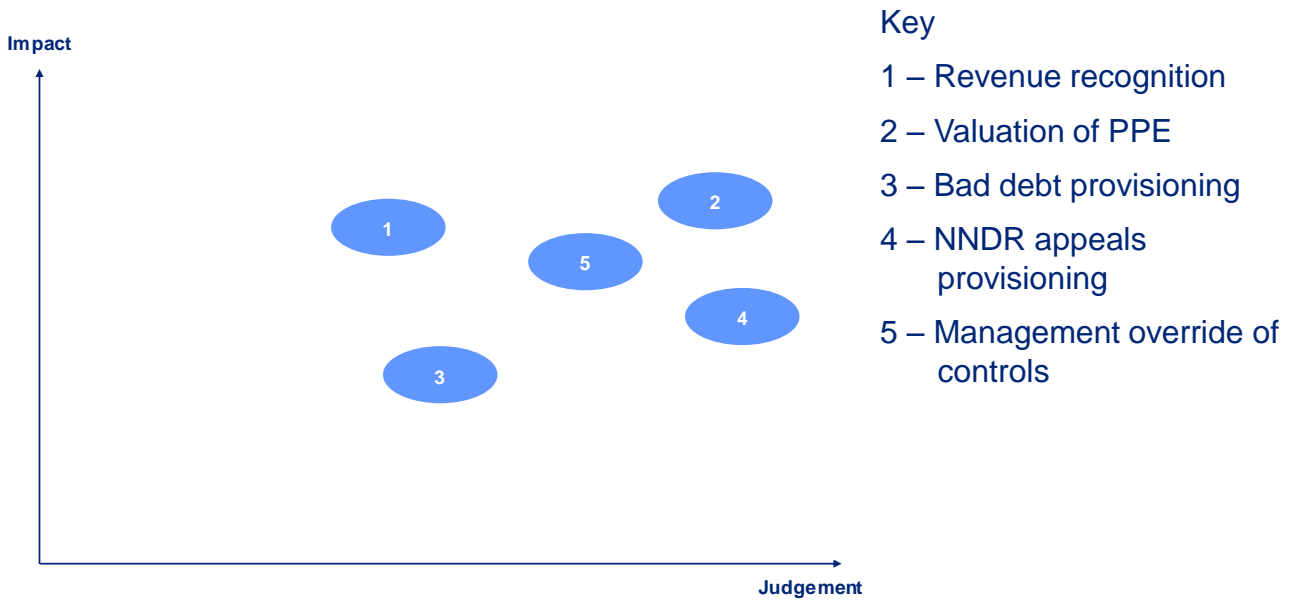 Impact
1
2
5
4
3
Judgement
Key
1 – Revenue recognition
2 – Valuation of PPE
3 – Bad debt provisioning
4 – NNDR appeals
provisioning
5 – Management override of
controls